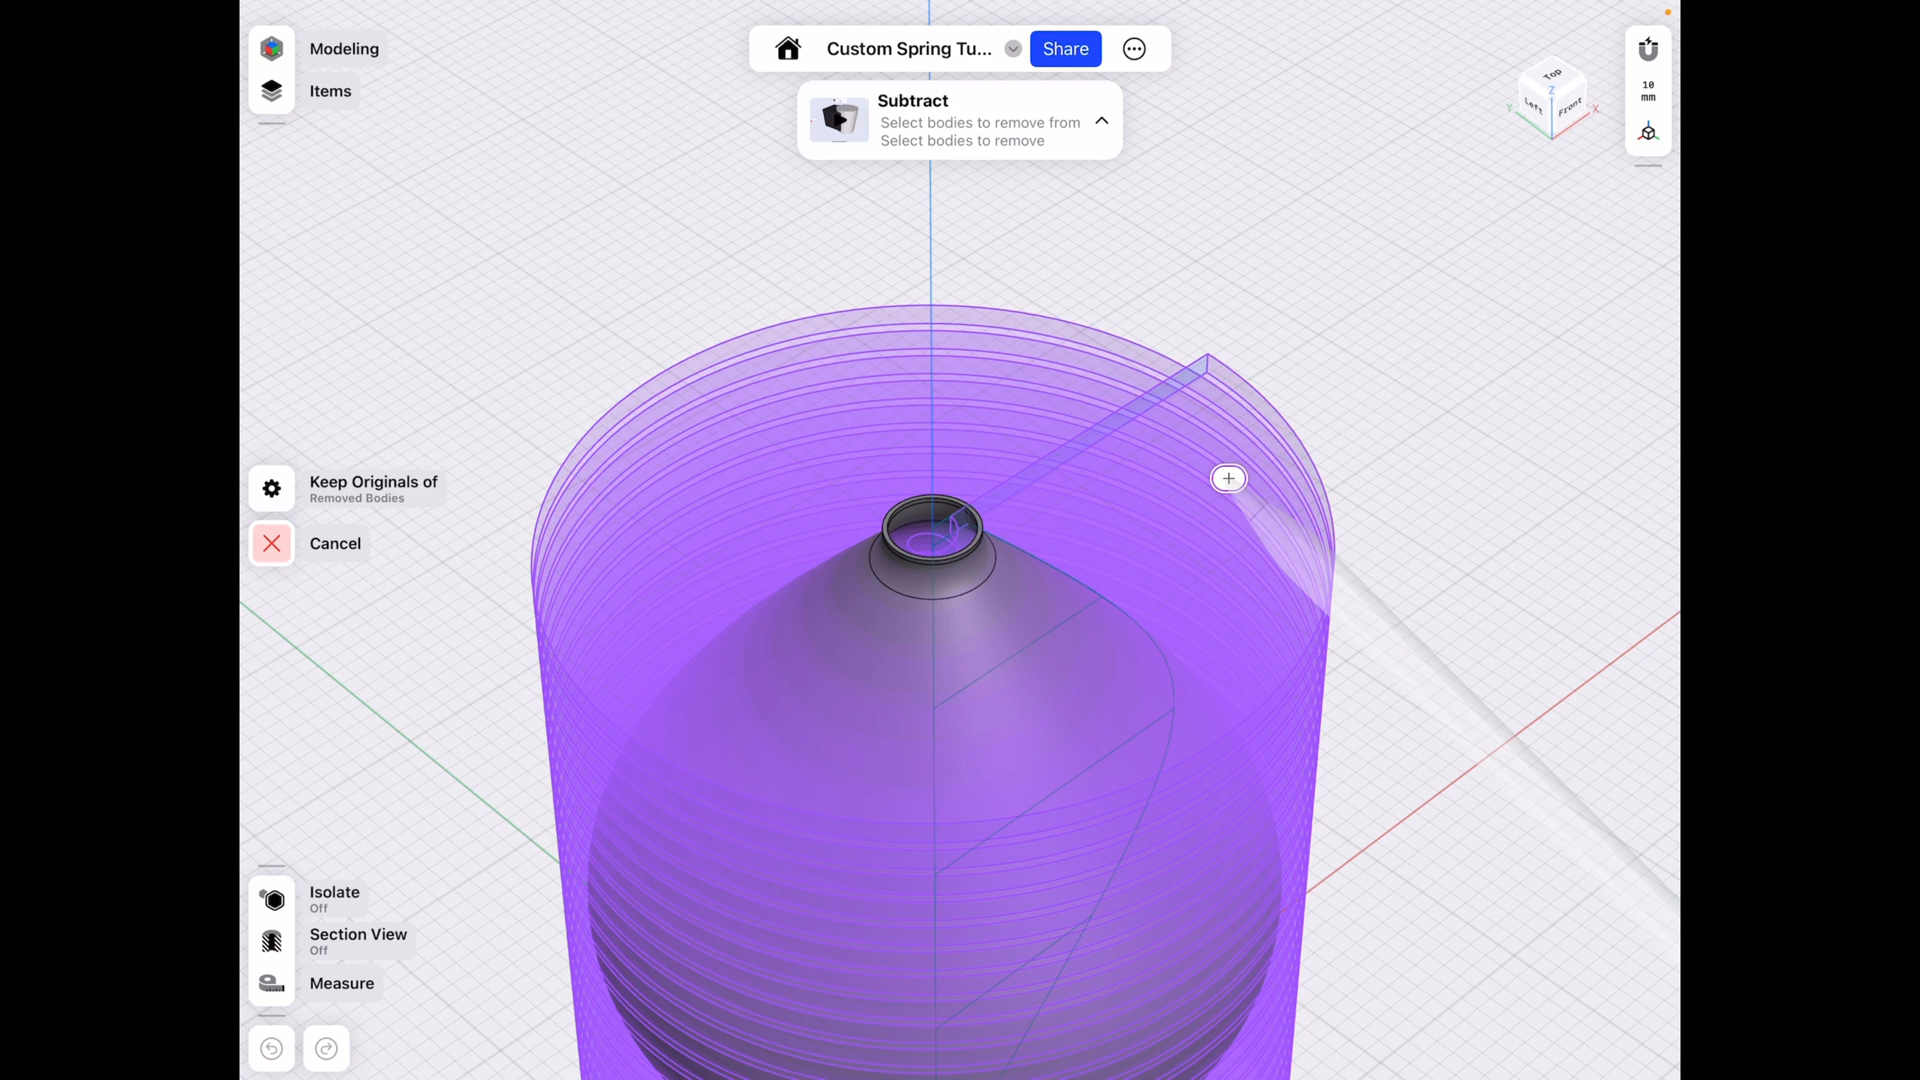 Modeling
Items
Custom Spring Tu...
Share
Subtract
Select bodies to remove from
Select bodies to remove
Top
Left
Front
Z
Y
X
10
mm
Keep Originals of
Removed Bodies
Cancel
Isolate
Off
Section View
Off
Measure